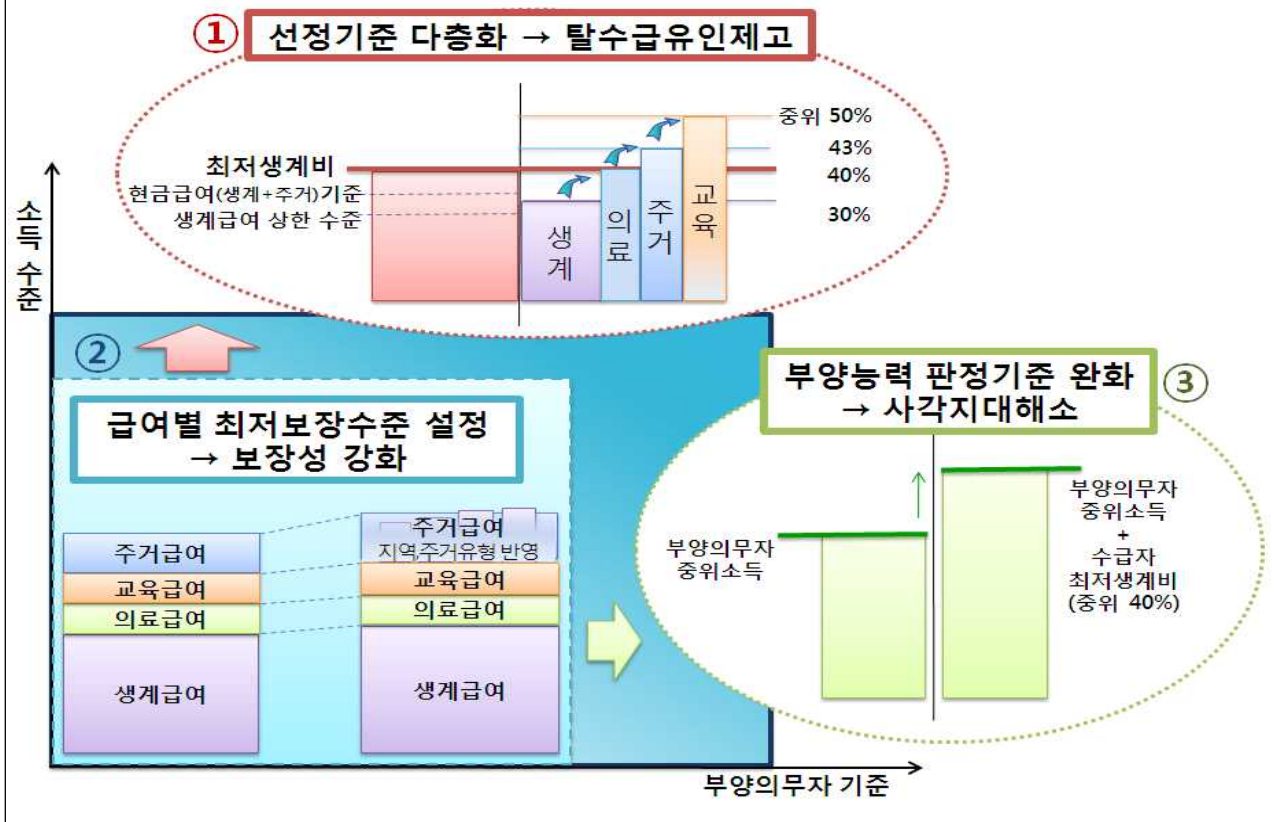 ① 선정기준 다층화 → 탈수급유인제고
중위 50%
43%
40%
30%
최저생계비
현금급여(생계+주거)기준
생계급여 상한 수준
생계
의료
주거
교육
소득 수준
②
급여별 최저보장수준 설정
→ 보장성 강화
주거급여
교육급여
의료급여
생계급여
주거급여
지역,주거유형 반영
교육급여
의료급여
생계급여
부양능력 판정기준 완화
→ 사각지대해소
③
부양의무자
중위소득
부양의무자
중위소득
+
수급자
최저생계비
(중위 40%)
부양의무자 기준